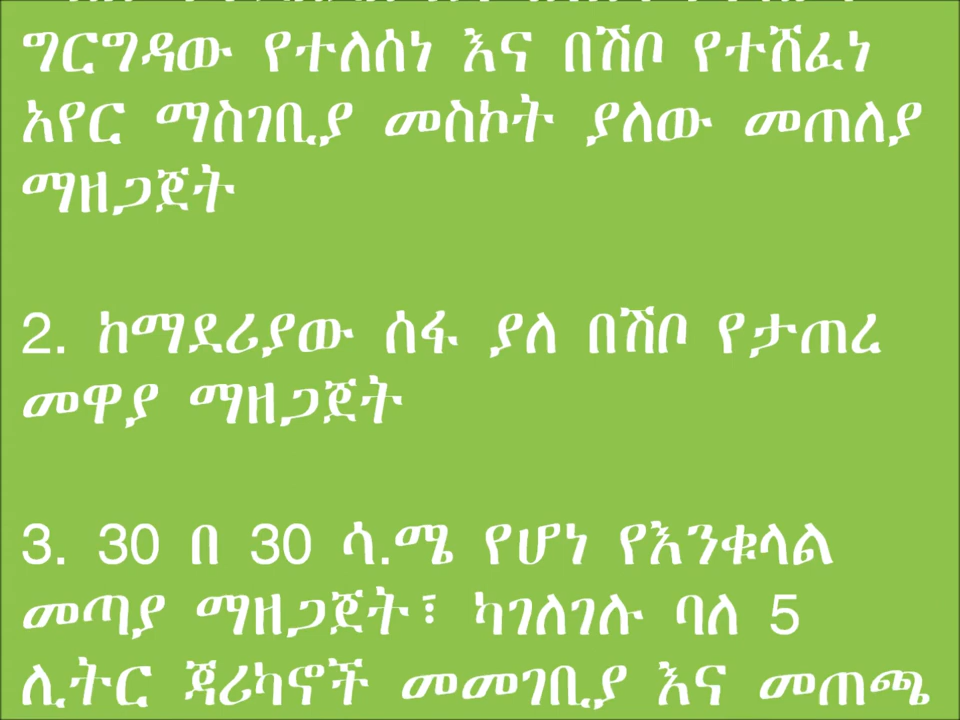 ግርግዳው የተለሰነ እና በሽቦ የተሸፈነ
አየር ማስገቢያ መስኮት ያለው መጠለያ
ማዘጋጀት
2. ከማደሪያው ሰፋ ያለ በሽቦ የታጠረ
መዋያ ማዘጋጀት
3. 30 በ 30 ሳ.ሜ የሆነ የእንቁላል
መጣያ ማዘጋጀት፣ ካገለገሉ ባለ 5
ሊትር ጃሪካኖች መመገቢያ እና መጠጫ